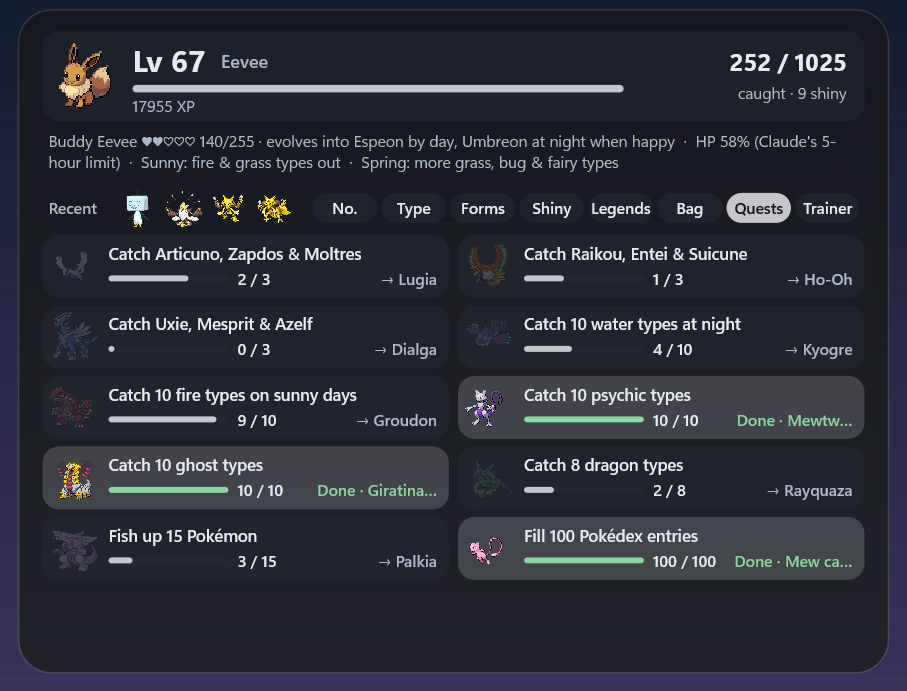 Lv 67 Eevee
252 / 1025
17955 XP
caught · 9 shiny
Buddy Eevee ♥♥♡♡♡ 140/255 · evolves into Espeon by day, Umbreon at night when happy · HP 58% (Claude's 5-
hour limit) · Sunny: fire & grass types out · Spring: more grass, bug & fairy types
Recent No. Type Forms Shiny Legends Bag Quests Trainer
Catch Articuno, Zapdos & Moltres
2 / 3 → Lugia
Catch Raikou, Entei & Suicune
1 / 3 → Ho-Oh
Catch Uxie, Mesprit & Azelf
0 / 3 → Dialga
Catch 10 water types at night
4 / 10 → Kyogre
Catch 10 fire types on sunny days
9 / 10 → Groudon
Catch 10 psychic types
10 / 10 Done · Mewtw...
Catch 10 ghost types
10 / 10 Done · Giratina...
Catch 8 dragon types
2 / 8 → Rayquaza
Fish up 15 Pokémon
3 / 15 → Palkia
Fill 100 Pokédex entries
100 / 100 Done · Mew ca...